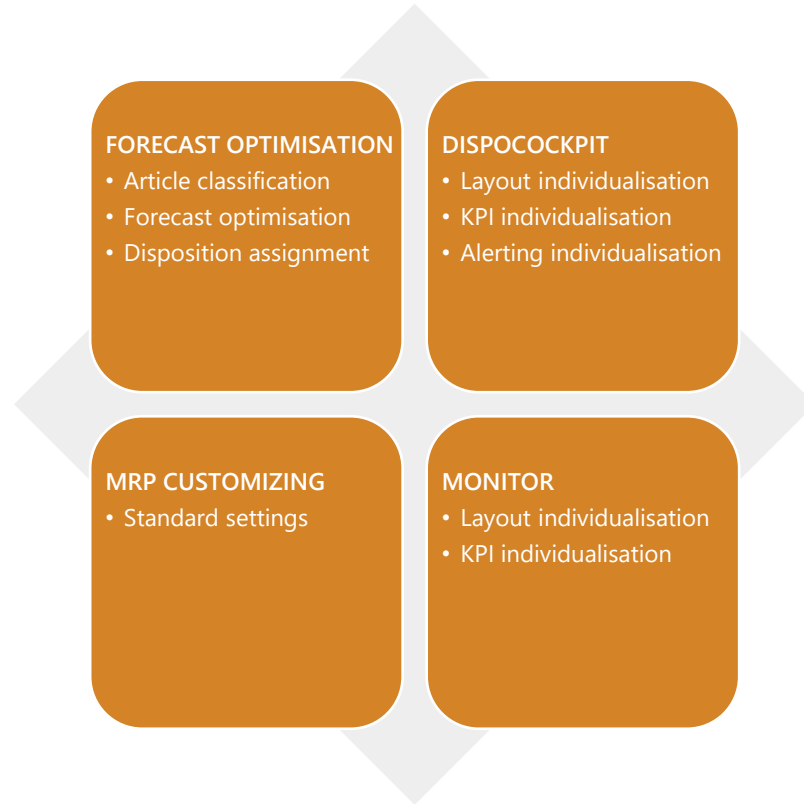 FORECAST OPTIMISATION
• Article classification
• Forecast optimisation
• Disposition assignment
DISPOCOCKPIT
• Layout individualisation
• KPI individualisation
• Alerting individualisation
MRP CUSTOMIZING
• Standard settings
MONITOR
• Layout individualisation
• KPI individualisation